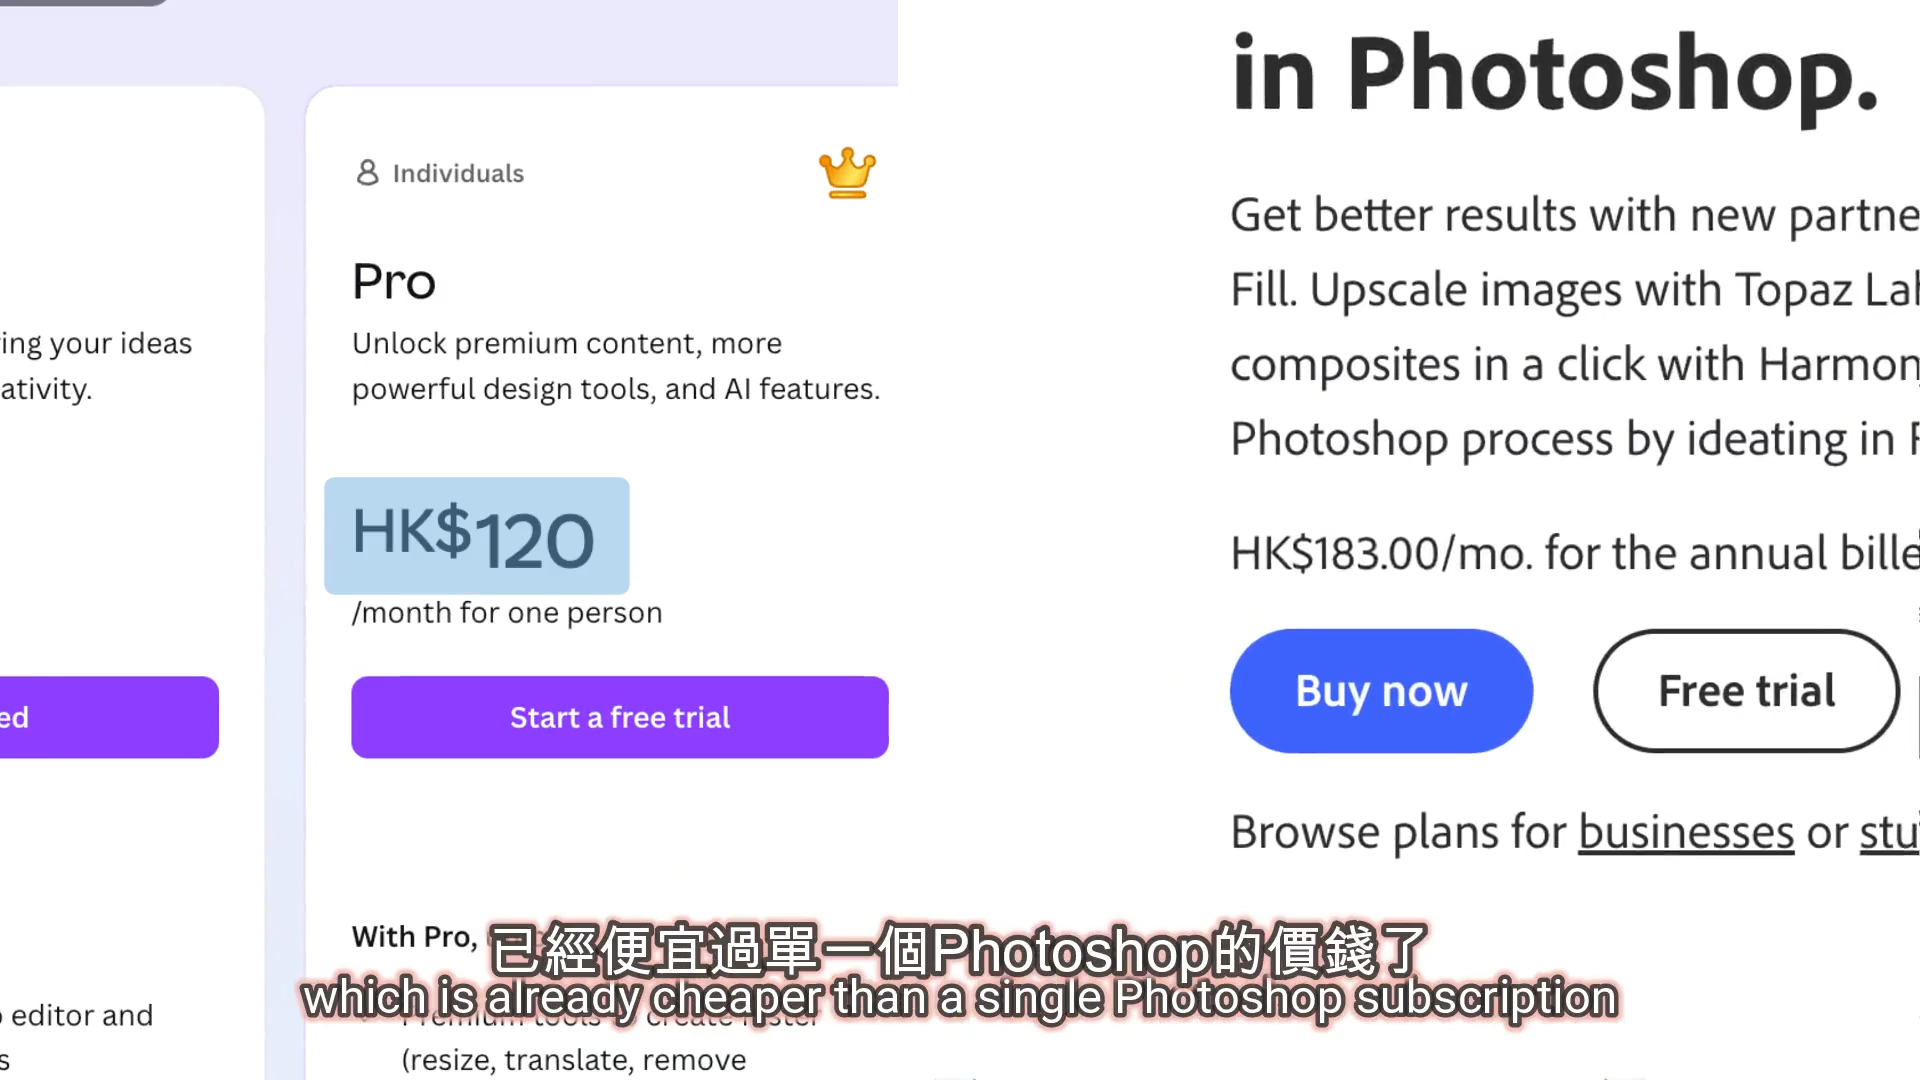 Individuals
Pro
Unlock premium content, more
powerful design tools, and AI features.
HK$120
/month for one person
Start a free trial
With Pro,
(resize, translate, remove
ing your ideas
ativity.
ed
editor and
s
in Photoshop.
Get better results with new partne
Fill. Upscale images with Topaz Lab
composites in a click with Harmon
Photoshop process by ideating in F
HK$183.00/mo. for the annual bille
Buy now
Free trial
Browse plans for businesses or stu
已經便宜過單一個Photoshop的價錢了
which is already cheaper than a single Photoshop subscription